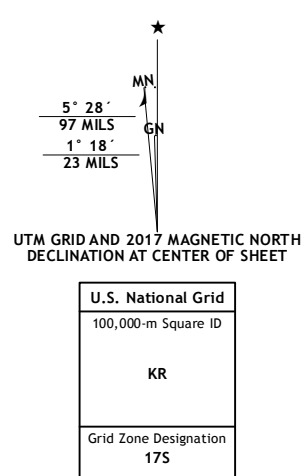 MN
5° 28´
97 MILS
GN
1° 18´
23 MILS
UTM GRID AND 2017 MAGNETIC NORTH
DECLINATION AT CENTER OF SHEET
U.S. National Grid
100,000-m Square ID
KR
Grid Zone Designation
17S